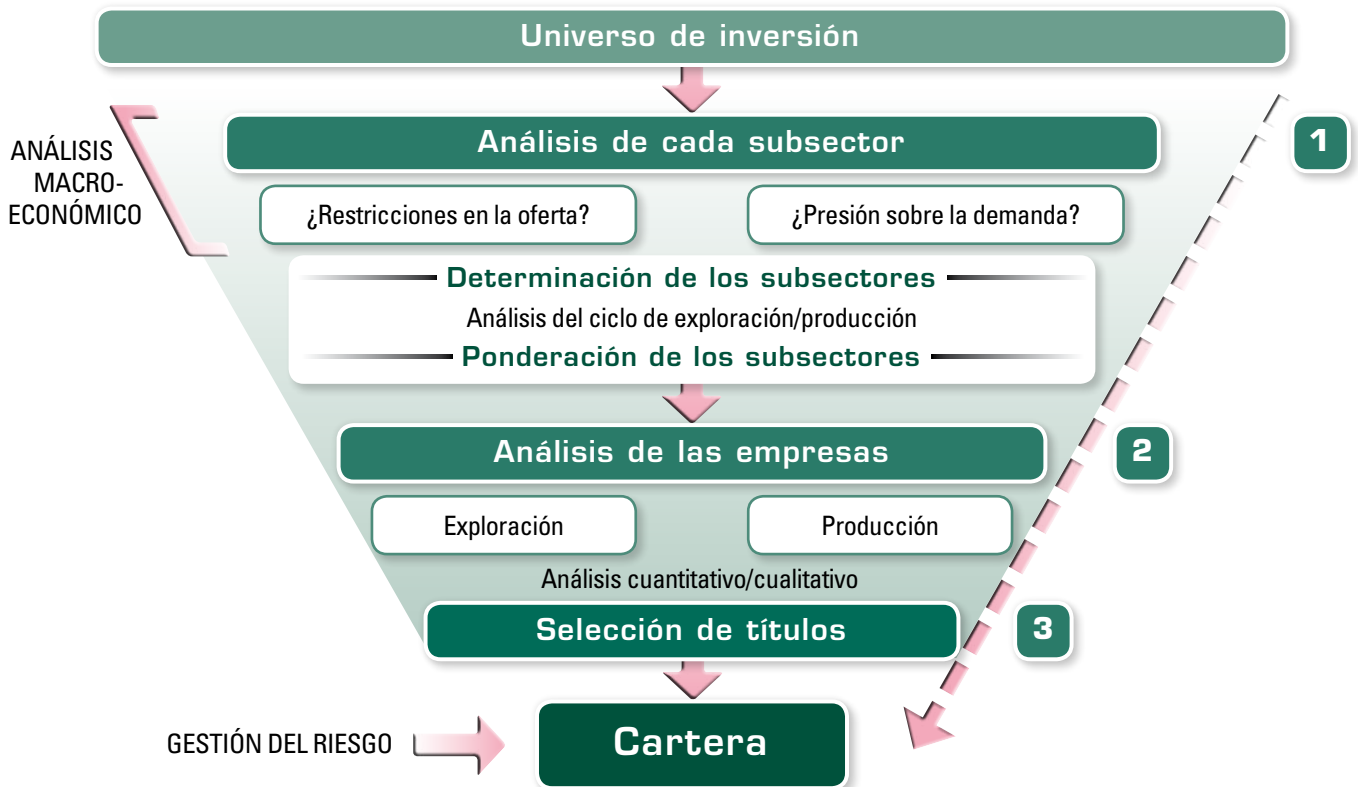 Universo de inversión
ANÁLISIS
MACRO-
ECONÓMICO
Análisis de cada subsector
1
¿Restricciones en la oferta?
¿Presión sobre la demanda?
Determinación de los subsectores
Análisis del ciclo de exploración/producción
Ponderación de los subsectores
Análisis de las empresas
2
Exploración
Producción
Análisis cuantitativo/cualitativo
Selección de títulos
3
GESTIÓN DEL RIESGO
Cartera